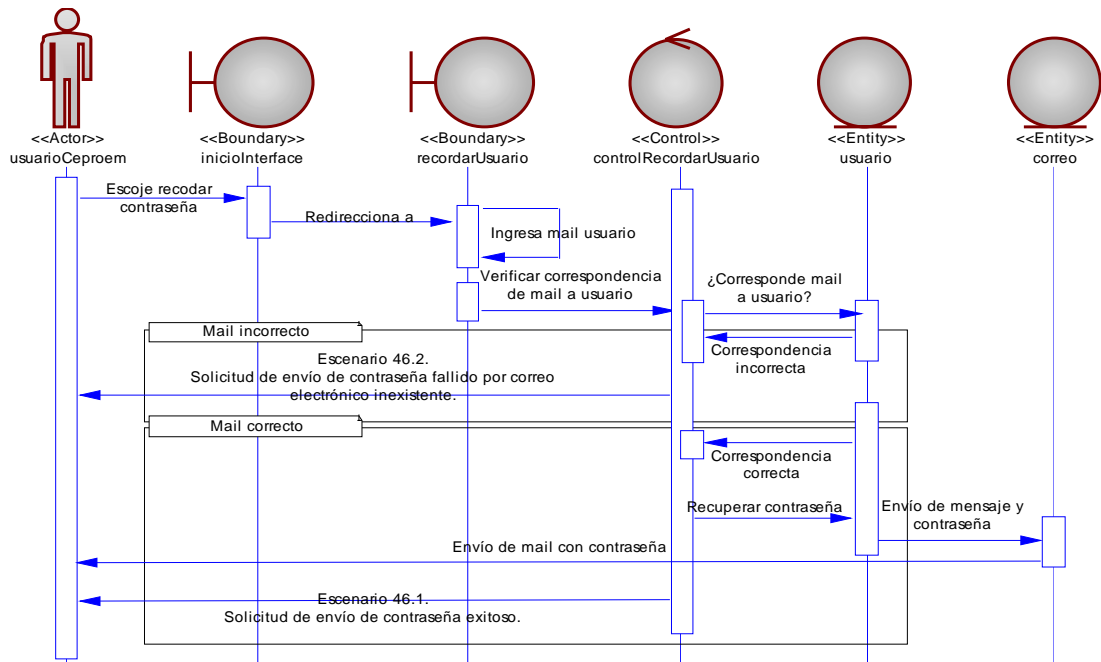 <<Actor>>
usuarioCeproem
<<Boundary>>
inicioInterface
<<Boundary>>
recordarUsuario
<<Control>>
controlRecordarUsuario
<<Entity>>
usuario
<<Entity>>
correo
Escoje recodar
contraseña
Redirecciona a
Ingresa mail usuario
Verificar correspondencia
de mail a usuario
¿Corresponde mail
a usuario?
Mail incorrecto
Correspondencia
incorrecta
Escenario 46.2.
Solicitud de envío de contraseña fallido por correo
electrónico inexistente.
Mail correcto
Correspondencia
correcta
Recuperar contraseña
Envío de mensaje y
contraseña
Envío de mail con contraseña
Escenario 46.1.
Solicitud de envío de contraseña exitoso.